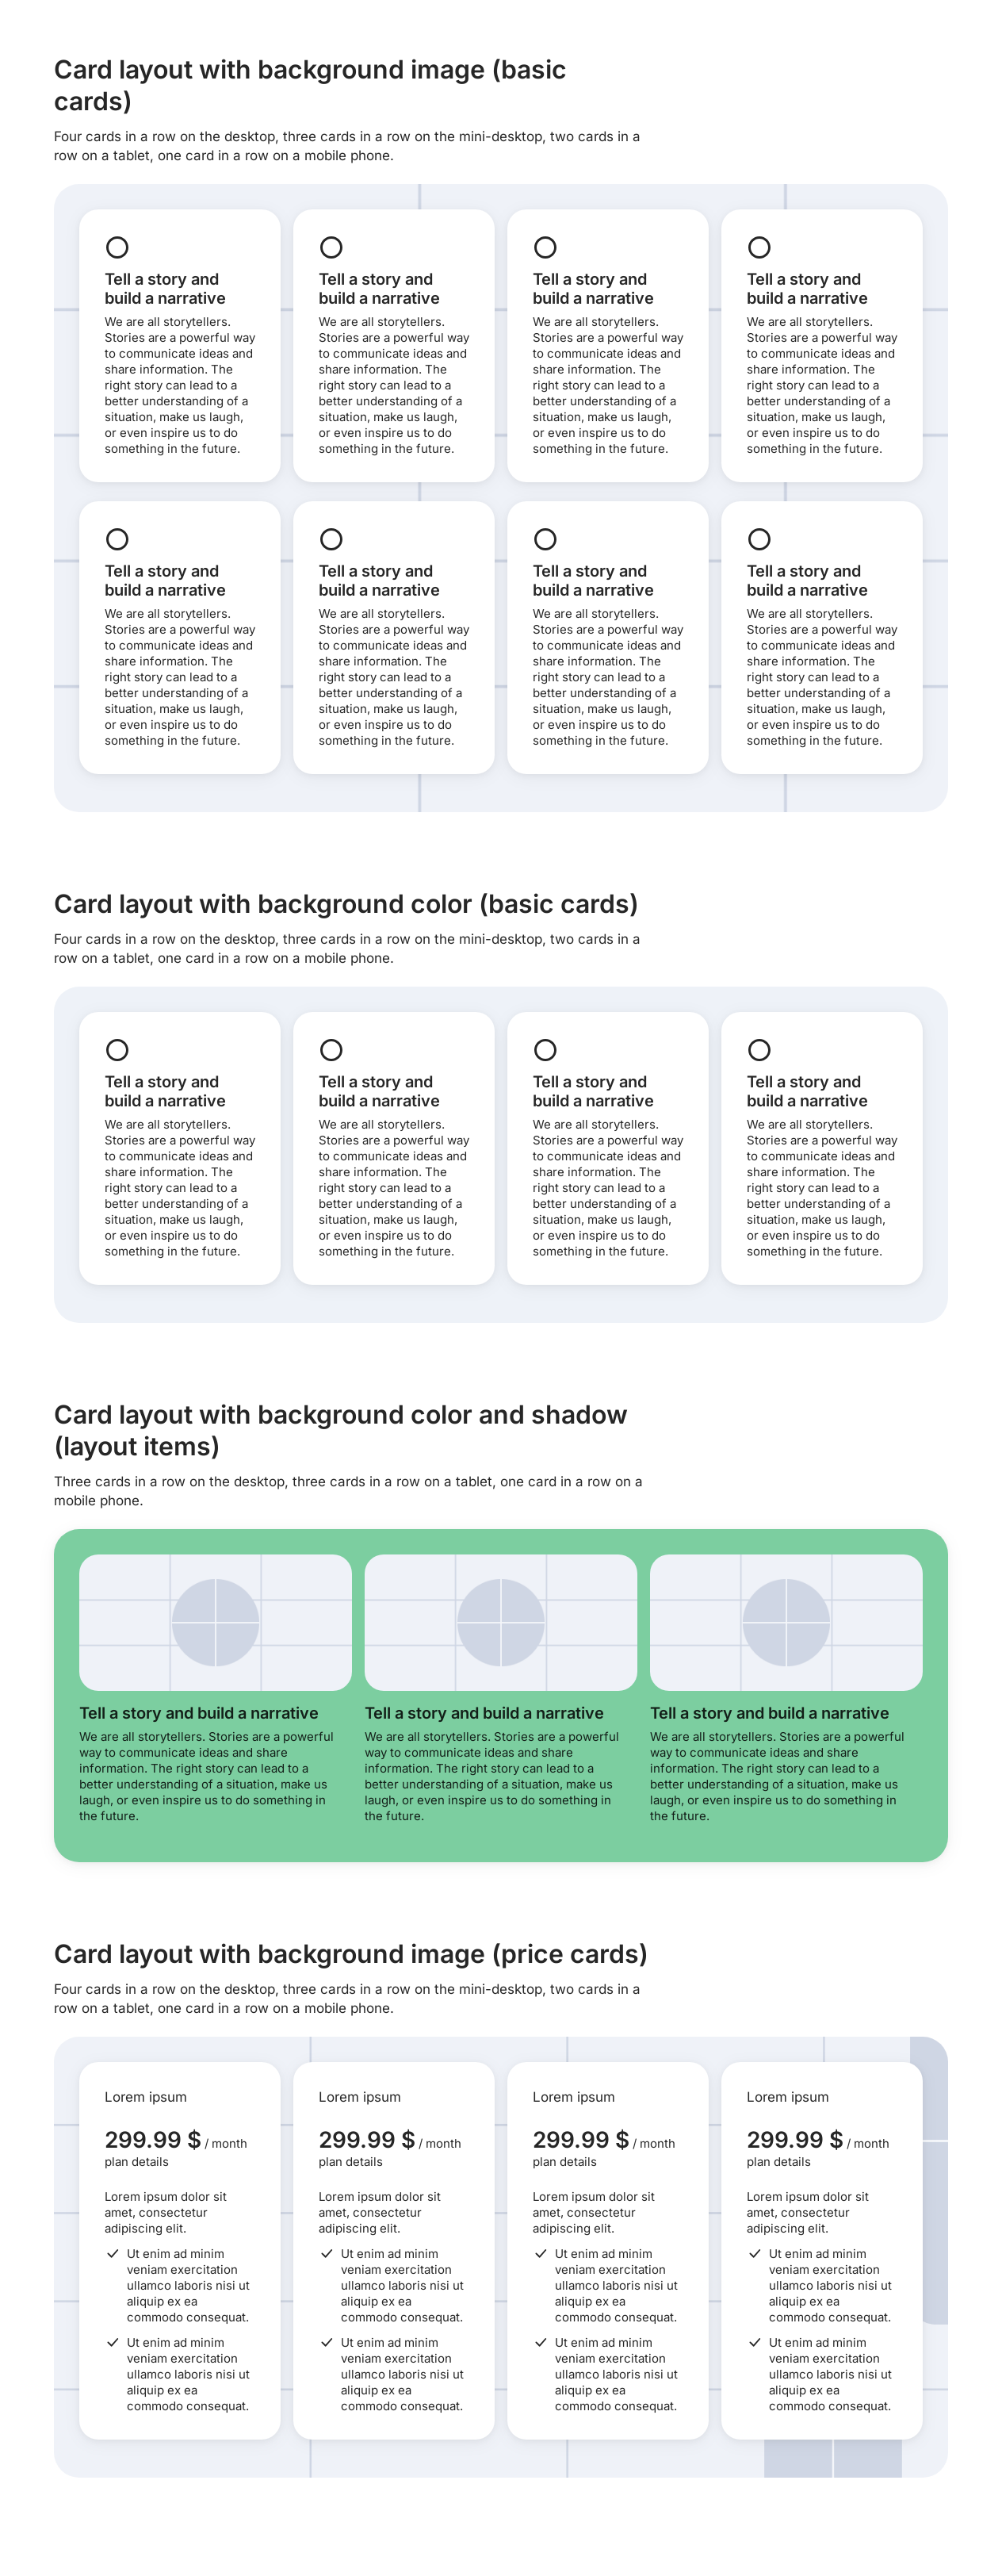 Card layout with background image (basic
cards)
Four cards in a row on the desktop, three cards in a row on the mini-desktop, two cards in a
row on a tablet, one card in a row on a mobile phone.
Tell a story and
build a narrative
We are all storytellers.
Stories are a powerful way
to communicate ideas and
share information. The
right story can lead to a
better understanding of a
situation, make us laugh,
or even inspire us to do
something in the future.
Tell a story and
build a narrative
We are all storytellers.
Stories are a powerful way
to communicate ideas and
share information. The
right story can lead to a
better understanding of a
situation, make us laugh,
or even inspire us to do
something in the future.
Tell a story and
build a narrative
We are all storytellers.
Stories are a powerful way
to communicate ideas and
share information. The
right story can lead to a
better understanding of a
situation, make us laugh,
or even inspire us to do
something in the future.
Tell a story and
build a narrative
We are all storytellers.
Stories are a powerful way
to communicate ideas and
share information. The
right story can lead to a
better understanding of a
situation, make us laugh,
or even inspire us to do
something in the future.
Tell a story and
build a narrative
We are all storytellers.
Stories are a powerful way
to communicate ideas and
share information. The
right story can lead to a
better understanding of a
situation, make us laugh,
or even inspire us to do
something in the future.
Tell a story and
build a narrative
We are all storytellers.
Stories are a powerful way
to communicate ideas and
share information. The
right story can lead to a
better understanding of a
situation, make us laugh,
or even inspire us to do
something in the future.
Tell a story and
build a narrative
We are all storytellers.
Stories are a powerful way
to communicate ideas and
share information. The
right story can lead to a
better understanding of a
situation, make us laugh,
or even inspire us to do
something in the future.
Tell a story and
build a narrative
We are all storytellers.
Stories are a powerful way
to communicate ideas and
share information. The
right story can lead to a
better understanding of a
situation, make us laugh,
or even inspire us to do
something in the future.
Card layout with background color (basic cards)
Four cards in a row on the desktop, three cards in a row on the mini-desktop, two cards in a
row on a tablet, one card in a row on a mobile phone.
Tell a story and
build a narrative
We are all storytellers.
Stories are a powerful way
to communicate ideas and
share information. The
right story can lead to a
better understanding of a
situation, make us laugh,
or even inspire us to do
something in the future.
Tell a story and
build a narrative
We are all storytellers.
Stories are a powerful way
to communicate ideas and
share information. The
right story can lead to a
better understanding of a
situation, make us laugh,
or even inspire us to do
something in the future.
Tell a story and
build a narrative
We are all storytellers.
Stories are a powerful way
to communicate ideas and
share information. The
right story can lead to a
better understanding of a
situation, make us laugh,
or even inspire us to do
something in the future.
Tell a story and
build a narrative
We are all storytellers.
Stories are a powerful way
to communicate ideas and
share information. The
right story can lead to a
better understanding of a
situation, make us laugh,
or even inspire us to do
something in the future.
Card layout with background color and shadow
(layout items)
Three cards in a row on the desktop, three cards in a row on a tablet, one card in a row on a
mobile phone.
Tell a story and build a narrative
We are all storytellers. Stories are a powerful
way to communicate ideas and share
information. The right story can lead to a
better understanding of a situation, make us
laugh, or even inspire us to do something in
the future.
Tell a story and build a narrative
We are all storytellers. Stories are a powerful
way to communicate ideas and share
information. The right story can lead to a
better understanding of a situation, make us
laugh, or even inspire us to do something in
the future.
Tell a story and build a narrative
We are all storytellers. Stories are a powerful
way to communicate ideas and share
information. The right story can lead to a
better understanding of a situation, make us
laugh, or even inspire us to do something in
the future.
Card layout with background image (price cards)
Four cards in a row on the desktop, three cards in a row on the mini-desktop, two cards in a
row on a tablet, one card in a row on a mobile phone.
Lorem ipsum
299.99 $ / month
plan details
Lorem ipsum dolor sit
amet, consectetur
adipiscing elit.
Ut enim ad minim
veniam exercitation
ullamco laboris nisi ut
aliquip ex ea
commodo consequat.
Ut enim ad minim
veniam exercitation
ullamco laboris nisi ut
aliquip ex ea
commodo consequat.
Lorem ipsum
299.99 $ / month
plan details
Lorem ipsum dolor sit
amet, consectetur
adipiscing elit.
Ut enim ad minim
veniam exercitation
ullamco laboris nisi ut
aliquip ex ea
commodo consequat.
Ut enim ad minim
veniam exercitation
ullamco laboris nisi ut
aliquip ex ea
commodo consequat.
Lorem ipsum
299.99 $ / month
plan details
Lorem ipsum dolor sit
amet, consectetur
adipiscing elit.
Ut enim ad minim
veniam exercitation
ullamco laboris nisi ut
aliquip ex ea
commodo consequat.
Ut enim ad minim
veniam exercitation
ullamco laboris nisi ut
aliquip ex ea
commodo consequat.
Lorem ipsum
299.99 $ / month
plan details
Lorem ipsum dolor sit
amet, consectetur
adipiscing elit.
Ut enim ad minim
veniam exercitation
ullamco laboris nisi ut
aliquip ex ea
commodo consequat.
Ut enim ad minim
veniam exercitation
ullamco laboris nisi ut
aliquip ex ea
commodo consequat.